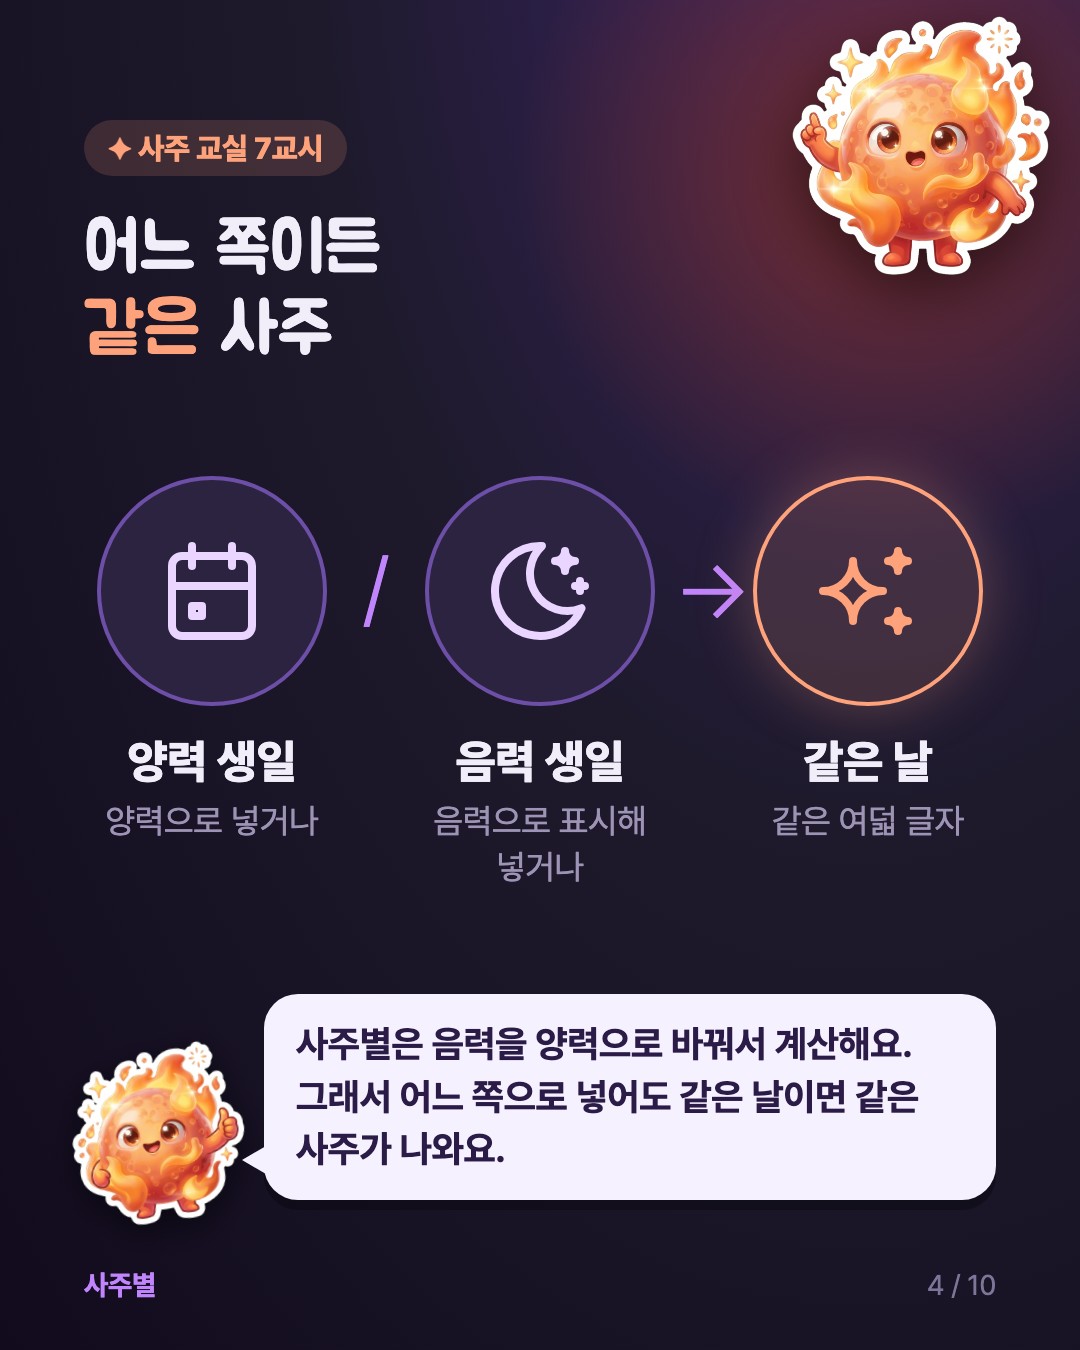 사주 교실 7교시
어느 쪽이든
같은 사주
/
→
양력 생일
양력으로 넣거나
음력 생일
음력으로 표시해
넣거나
같은 날
같은 여덟 글자
사주별은 음력을 양력으로 바꿔서 계산해요.
그래서 어느 쪽으로 넣어도 같은 날이면 같은
사주가 나와요.
사주별
4 / 10